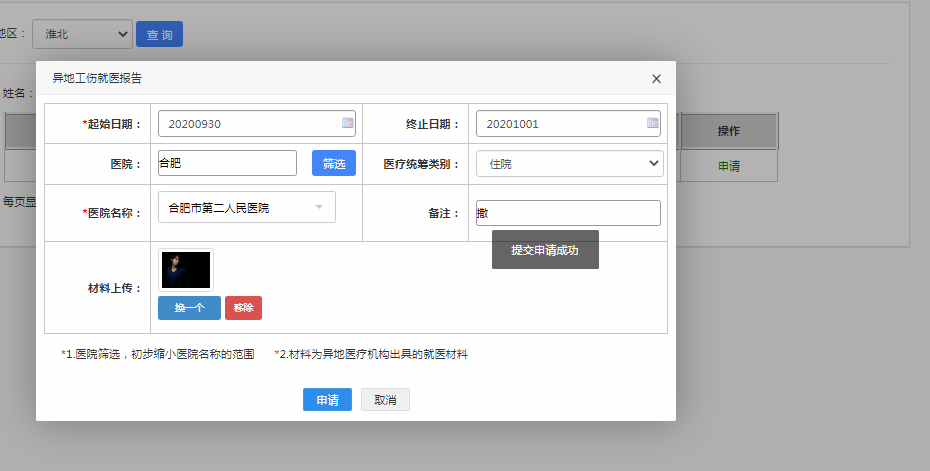 地区： 淮北 查 询
异地工伤就医报告
姓名：
*起始日期： 20200930 终止日期： 20201001
操作
医院： 合肥 筛选 医疗统筹类别： 住院
申请
每页显
*医院名称： 合肥市第二人民医院 备注： 撒
提交申请成功
材料上传：
换一个 移除
*1.医院筛选，初步缩小医院名称的范围 *2.材料为异地医疗机构出具的就医材料
申请 取消